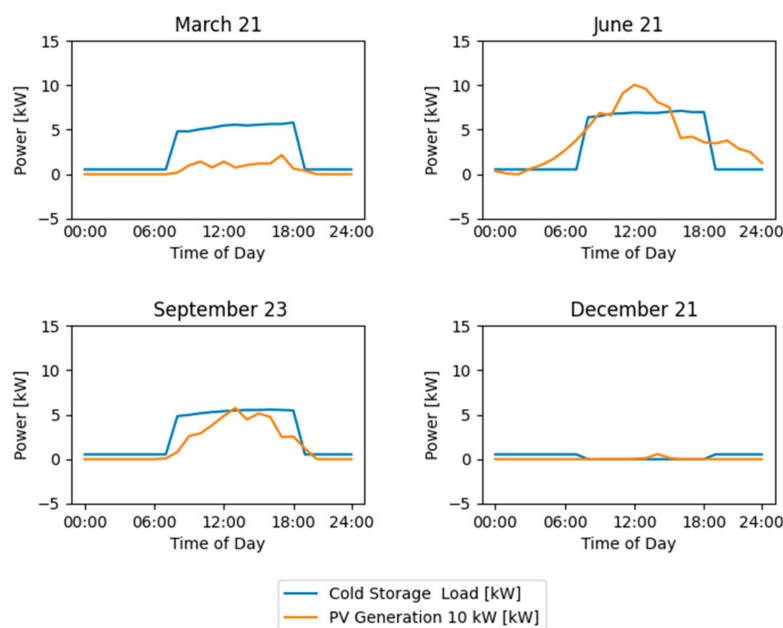 March 21
15
10
5
0
−5
Power [kW]
00:00 06:00 12:00 18:00 24:00
Time of Day
June 21
15
10
5
0
−5
Power [kW]
00:00 06:00 12:00 18:00 24:00
Time of Day
September 23
15
10
5
0
−5
Power [kW]
00:00 06:00 12:00 18:00 24:00
Time of Day
December 21
15
10
5
0
−5
Power [kW]
00:00 06:00 12:00 18:00 24:00
Time of Day
Cold Storage Load [kW]
PV Generation 10 kW [kW]